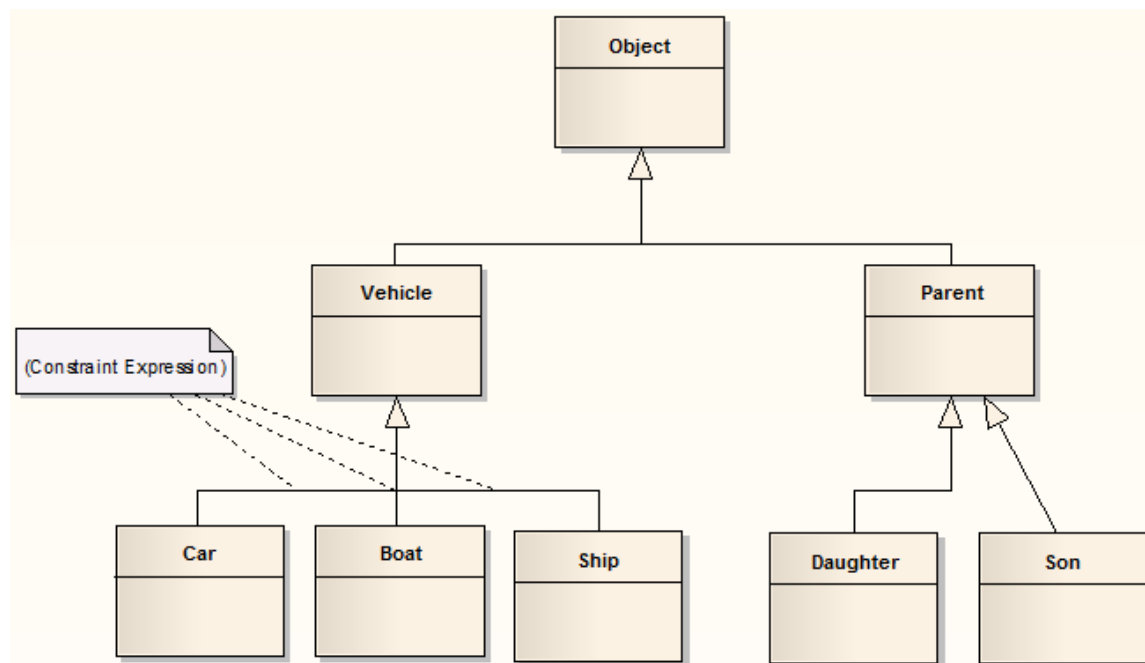 Object
Vehicle
Parent
(Constraint Expression)
Car
Boat
Ship
Daughter
Son